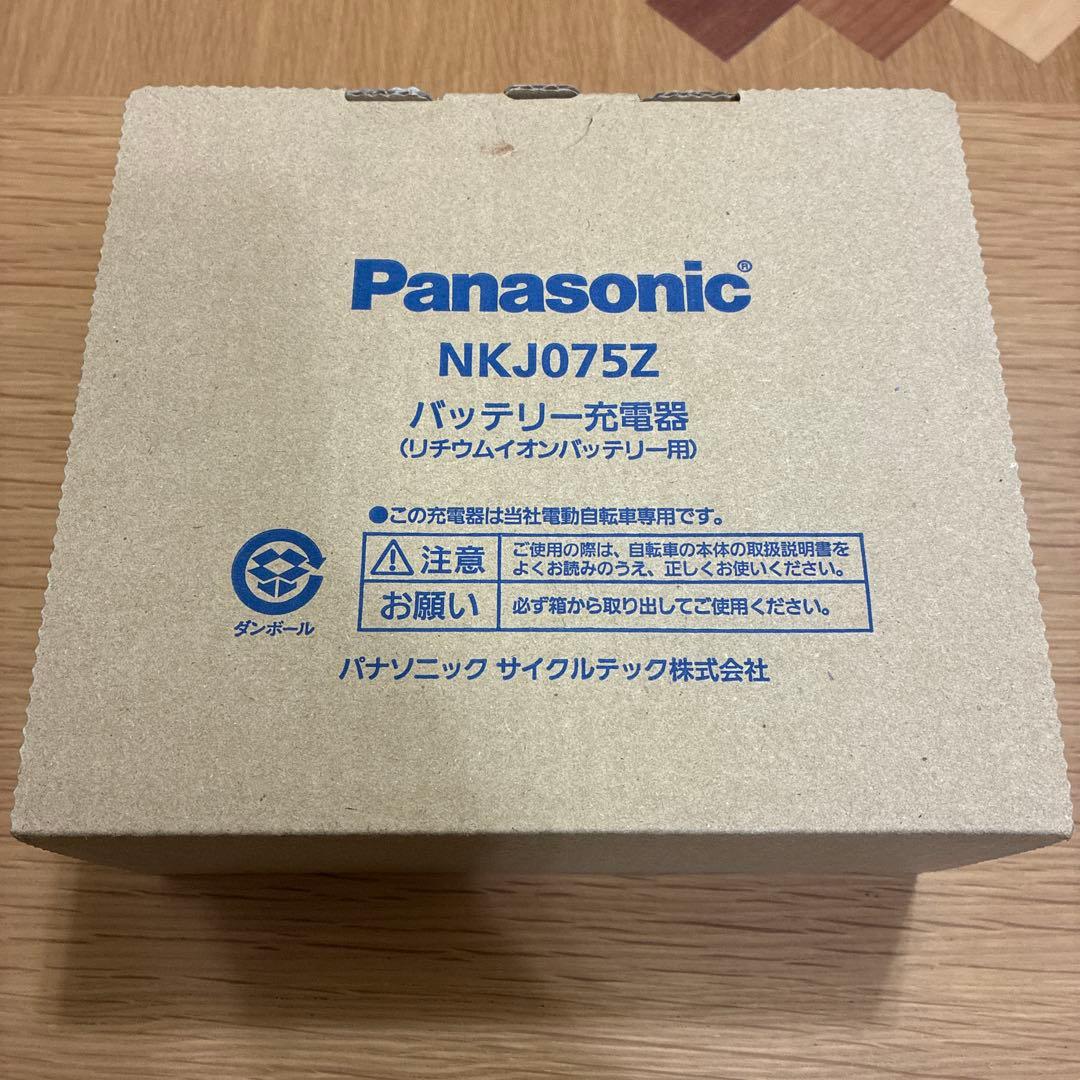 Panasonic®
NKJ075Z
バッテリー充電器
(リチウムイオンバッテリー用)
●この充電器は当社電動自転車専用です。
⚠注意
ご使用の際は、自転車の本体の取扱説明書を
よくお読みのうえ、正しくお使いください。
お願い
必ず箱から取り出してご使用ください。
ダンボール
パナソニック サイクルテック株式会社